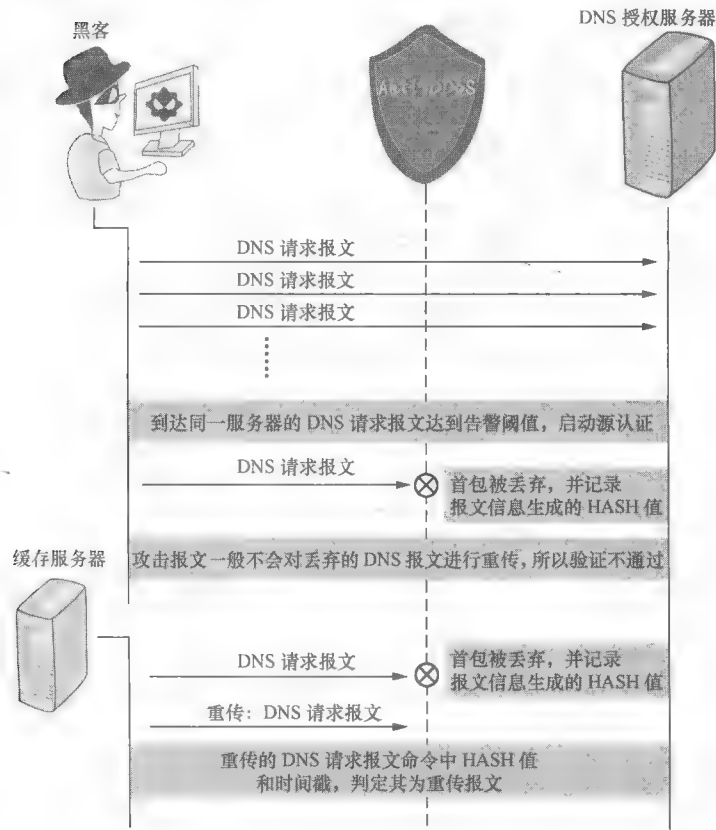 DNS 授权服务器
黑客
Anti-DDoS
DNS 请求报文
DNS 请求报文
DNS 请求报文
到达同一服务器的 DNS 请求报文达到告警阈值，启动源认证
DNS 请求报文
首包被丢弃，并记录
报文信息生成的 HASH 值
缓存服务器
攻击报文一般不会对丢弃的 DNS 报文进行重传，所以验证不通过
DNS 请求报文
首包被丢弃，并记录
报文信息生成的 HASH 值
重传：DNS 请求报文
重传的 DNS 请求报文命令中 HASH 值
和时间戳，判定其为重传报文